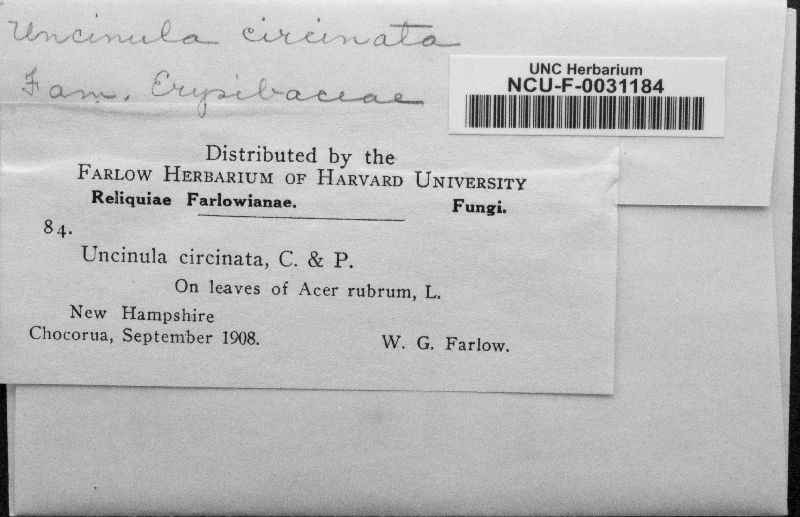 Uncinula circinata
Fam. Erysibaceae
UNC Herbarium
NCU-F-0031184
Distributed by the
FARLOW HERBARIUM OF HARVARD UNIVERSITY
Reliquiae Farlowianae. Fungi.
84.
Uncinula circinata, C. & P.
On leaves of Acer rubrum, L.
New Hampshire
Chocorua, September 1908. W. G. Farlow.